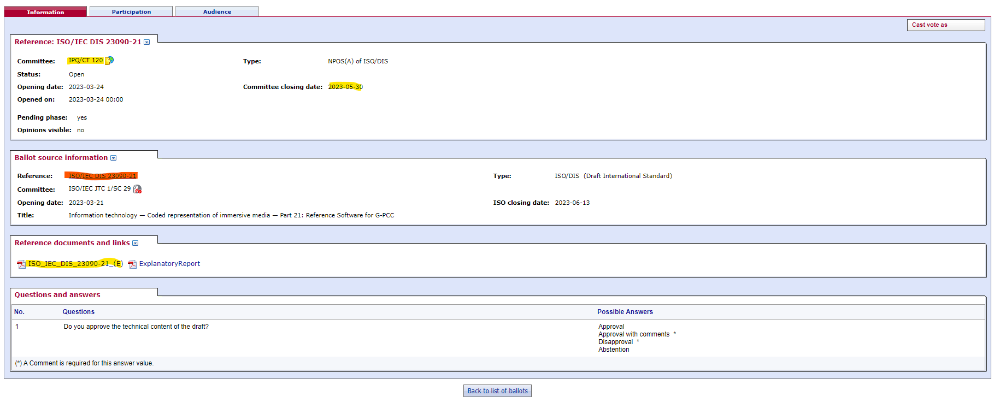 Information Participation Audience
Cast vote as
Reference: ISO/IEC DIS 23090-21
Committee: IPQ/CT 120 Type: NPOS(A) of ISO/DIS
Status: Open
Opening date: 2023-03-24 Committee closing date: 2023-05-30
Opened on: 2023-03-24 00:00
Pending phase: yes
Opinions visible: no
Ballot source information
Reference: ISO/IEC DIS 23090-21 Type: ISO/DIS (Draft International Standard)
Committee: ISO/IEC JTC 1/SC 29
Opening date: 2023-03-21 ISO closing date: 2023-06-13
Title: Information technology — Coded representation of immersive media — Part 21: Reference Software for G-PCC
Reference documents and links
ISO_IEC_DIS_23090-21_(E) ExplanatoryReport
Questions and answers
No. Questions Possible Answers
1 Do you approve the technical content of the draft? Approval
Approval with comments *
Disapproval *
Abstention
(*) A Comment is required for this answer value.
Back to list of ballots